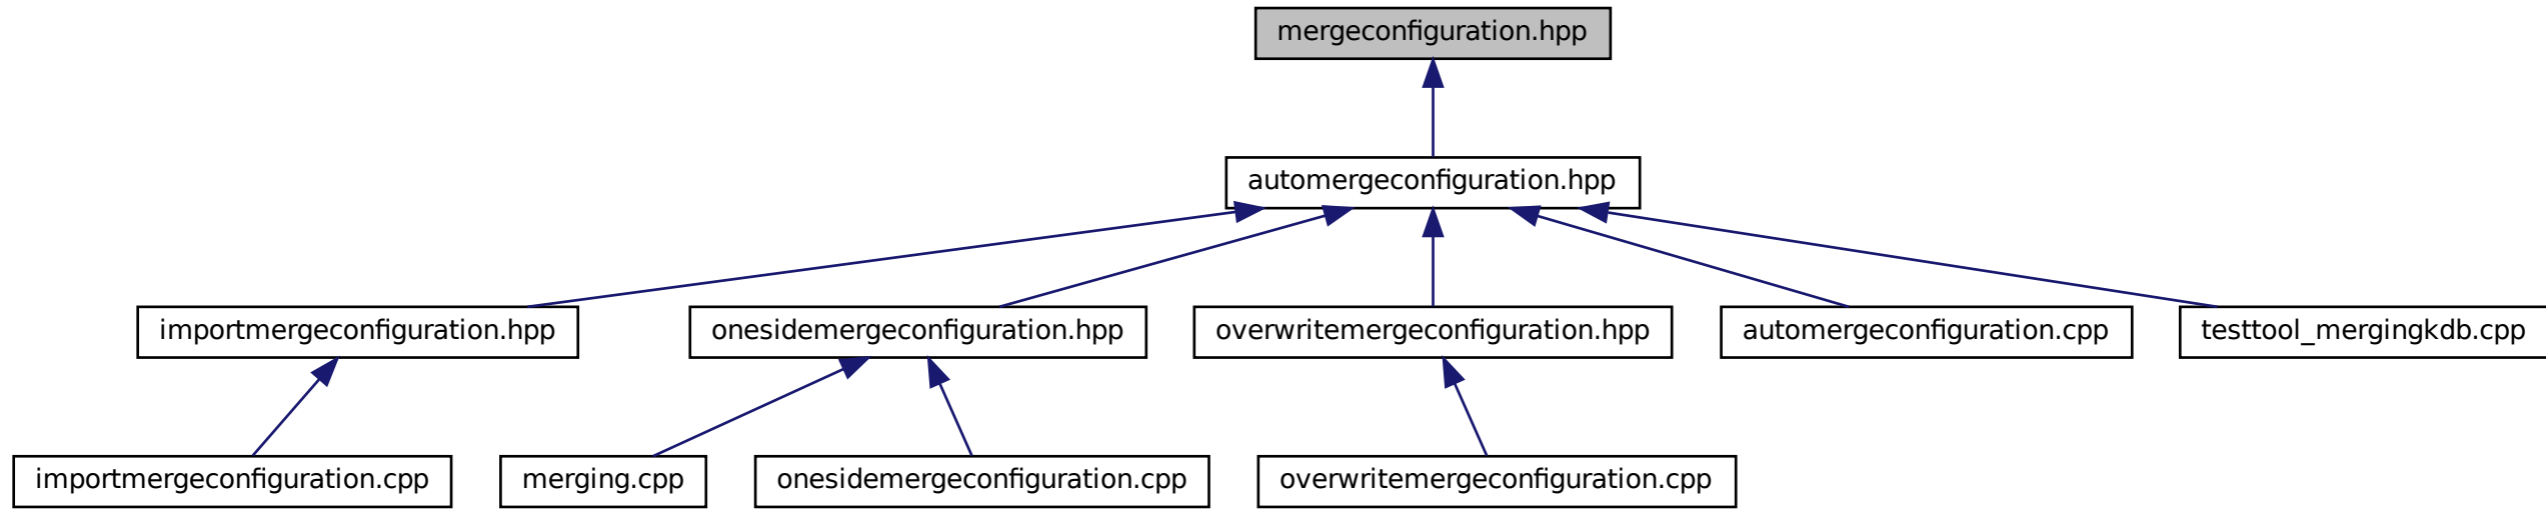 mergeconfiguration.hpp
automergeconfiguration.hpp
importmergeconfiguration.hpp
onesidemergeconfiguration.hpp
overwritemergeconfiguration.hpp
automergeconfiguration.cpp
testtool_mergingkdb.cpp
importmergeconfiguration.cpp
merging.cpp
onesidemergeconfiguration.cpp
overwritemergeconfiguration.cpp